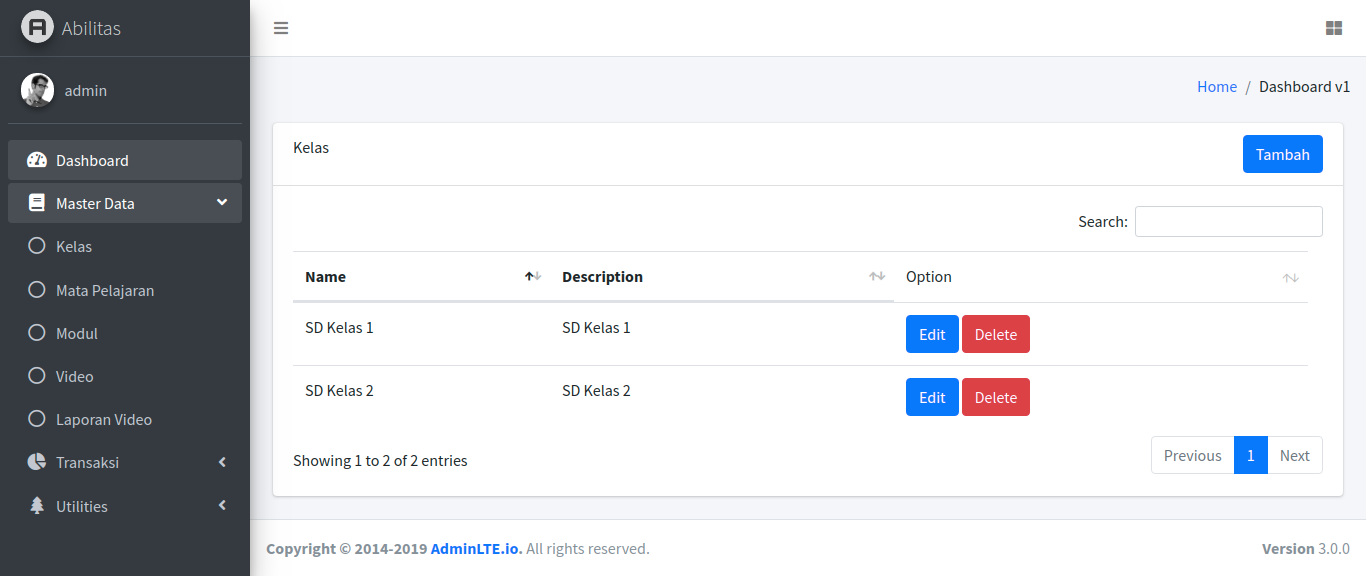 Abilitas
admin
Dashboard
Master Data
Kelas
Mata Pelajaran
Modul
Video
Laporan Video
Transaksi
Utilities
Home / Dashboard v1
Kelas
Tambah
Search:
Name Description Option
SD Kelas 1 SD Kelas 1 Edit Delete
SD Kelas 2 SD Kelas 2 Edit Delete
Showing 1 to 2 of 2 entries
Previous 1 Next
Copyright © 2014-2019 AdminLTE.io. All rights reserved.
Version 3.0.0